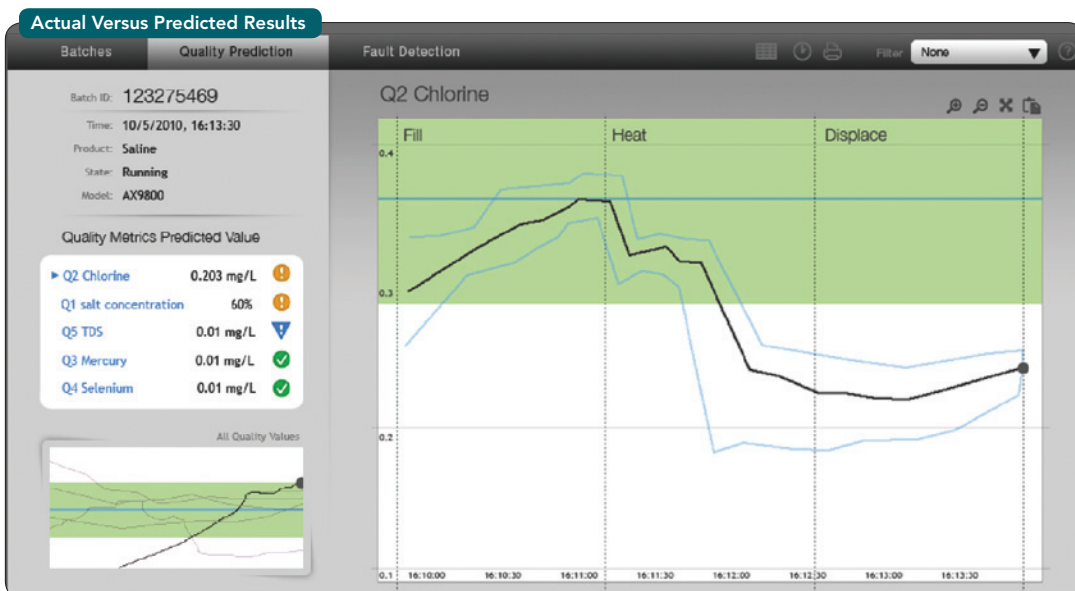 Actual Versus Predicted Results
Batches Quality Prediction Fault Detection Filter None ?
Batch ID: 123275469
Time: 10/5/2010, 16:13:30
Product: Saline
State: Running
Model: AX9800
Quality Metrics Predicted Value
Q2 Chlorine 0.203 mg/L
Q1 salt concentration 60%
Q5 TDS 0.01 mg/L
Q3 Mercury 0.01 mg/L
Q4 Selenium 0.01 mg/L
All Quality Values
Q2 Chlorine
Fill Heat Displace
0.4
0.3
0.2
0.1 16:10:00 16:10:30 16:11:00 16:11:30 16:12:00 16:12:30 16:13:00 16:13:30